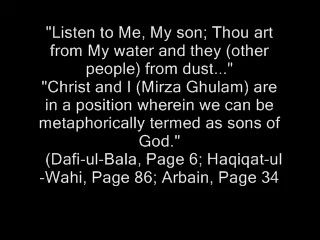 "Listen to Me, My son; Thou art
from My water and they (other
people) from dust..."
"Christ and I (Mirza Ghulam) are
in a position wherein we can be
metaphorically termed as sons of
God."
(Dafi-ul-Bala, Page 6; Haqiqat-ul
-Wahi, Page 86; Arbain, Page 34